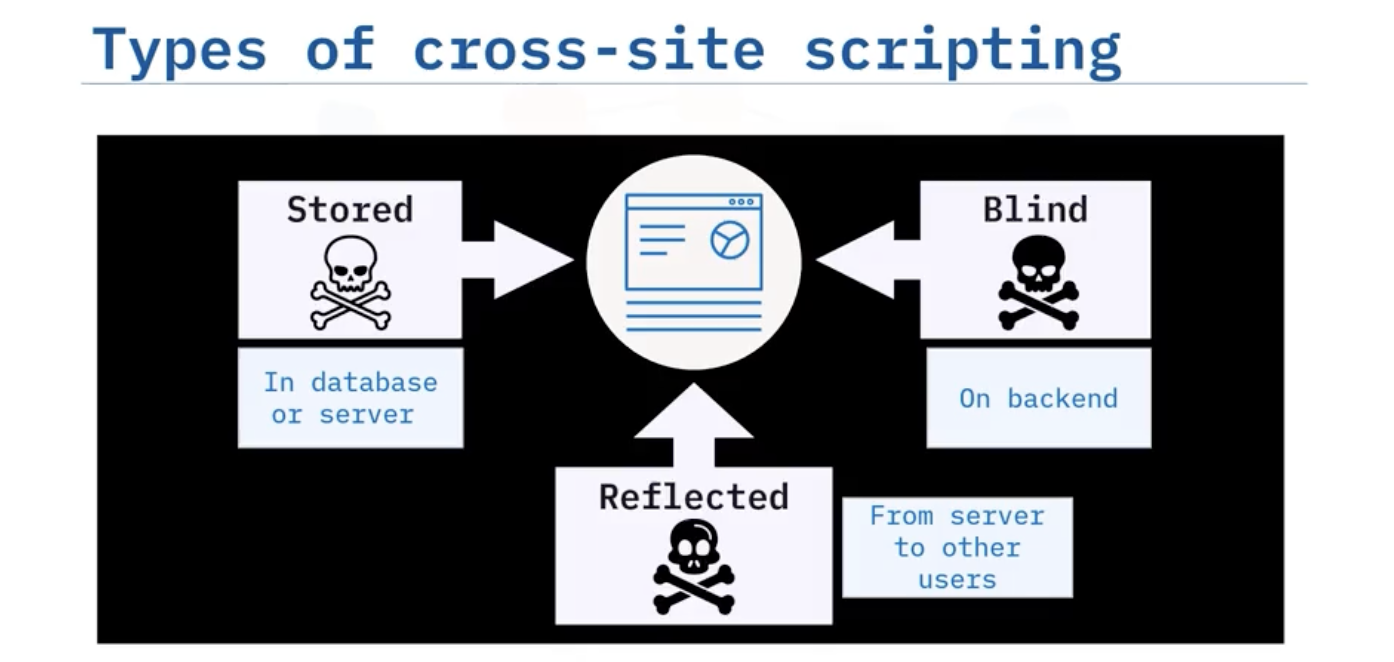 Types of cross-site scripting
Stored
In database
or server
Blind
On backend
Reflected
From server
to other
users